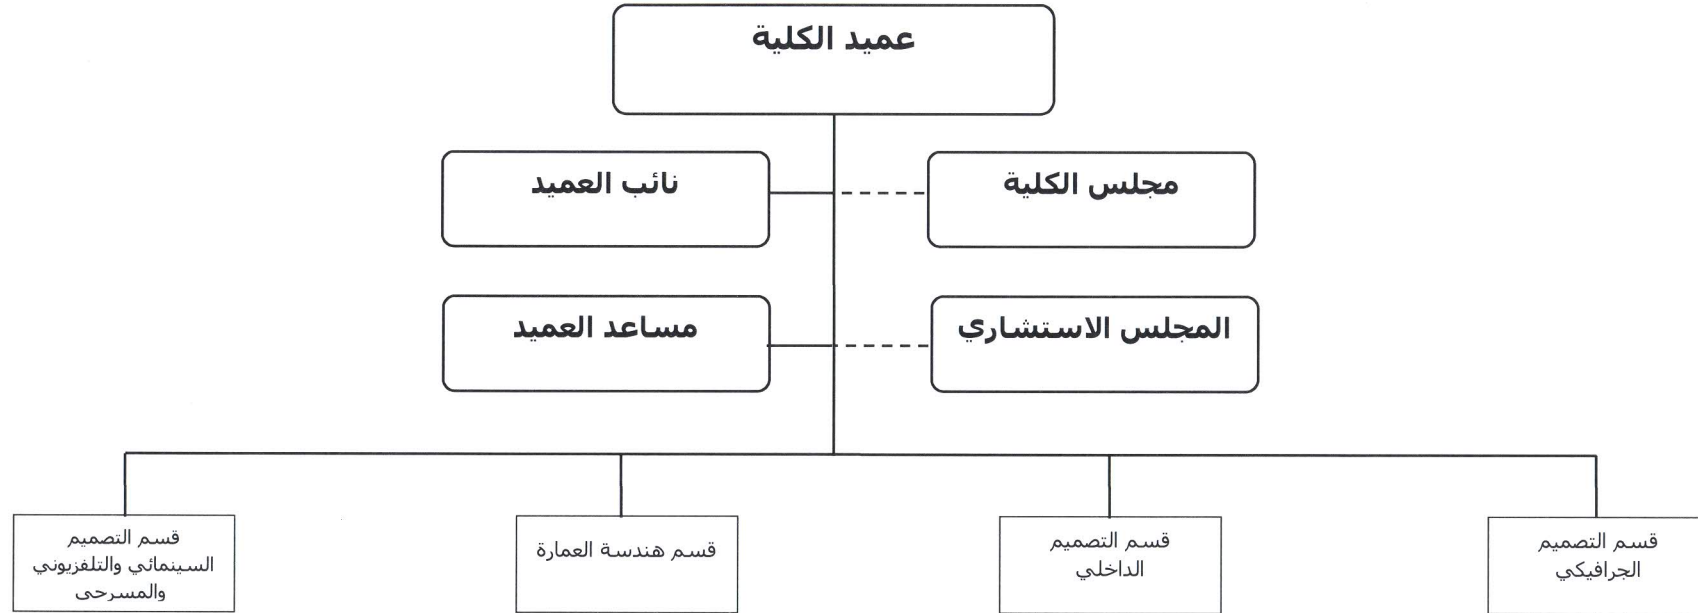 عميد الكلية
مجلس الكلية
نائب العميد
المجلس الاستشاري
مساعد العميد
قسم التصميم
الجرافيكي
قسم التصميم
الداخلي
قسم هندسة العمارة
قسم التصميم
السينمائي والتلفزيوني
والمسرحي